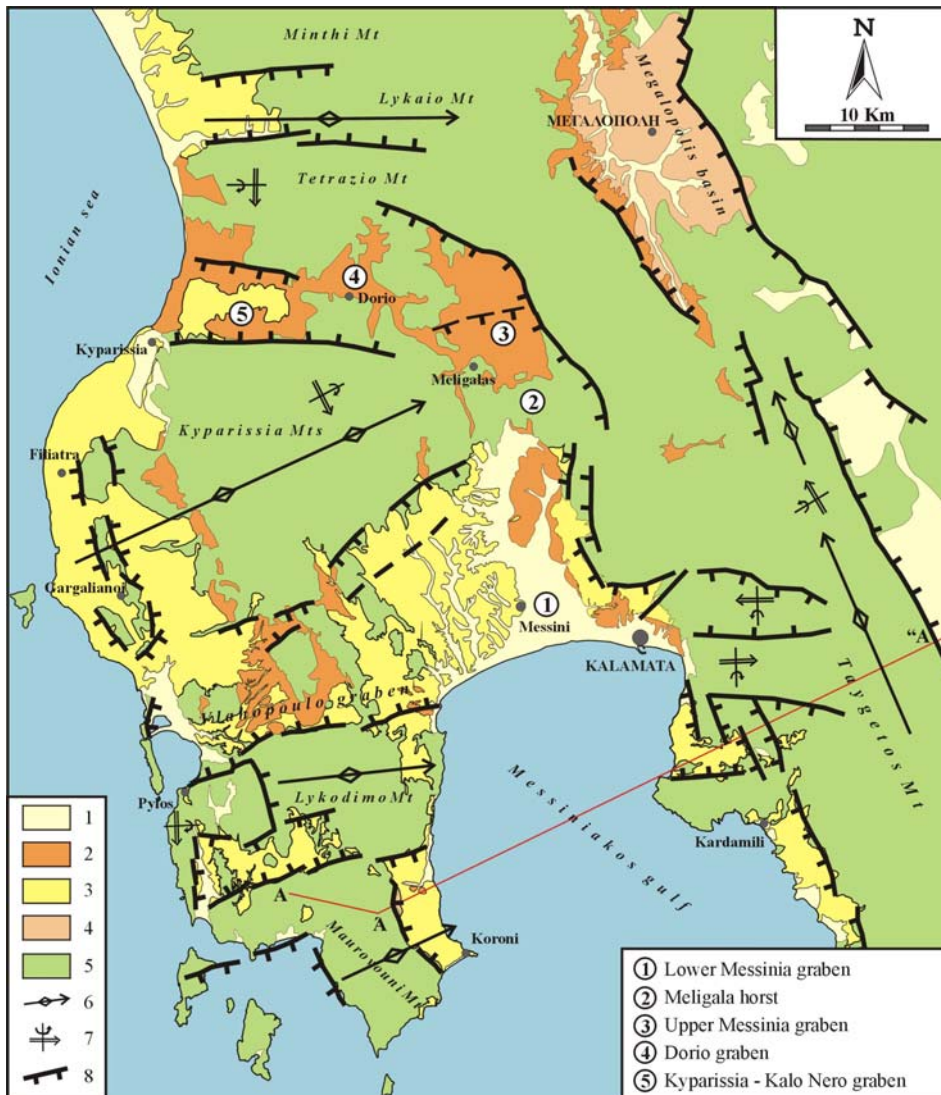 Minthi Mt
Lykaio Mt
Megalopolis basin
ΜΕΓΑΛΟΠΟΛΗ
N
10 Km
Tetrazio Mt
Ionian sea
4
Dorio
5
3
Kyparissia
Meligalas
2
Kyparissia Mts
Filiatra
Gargalianoi
1
Messini
KALAMATA
"A
Taygetos Mt
Vlahopoulo graben
Pylos
Lykodimo Mt
Messiniakos gulf
Kardamili
A
A
Maurovouni Mt
Koroni
1
2
3
4
5
6
7
8
1 Lower Messinia graben
2 Meligala horst
3 Upper Messinia graben
4 Dorio graben
5 Kyparissia - Kalo Nero graben